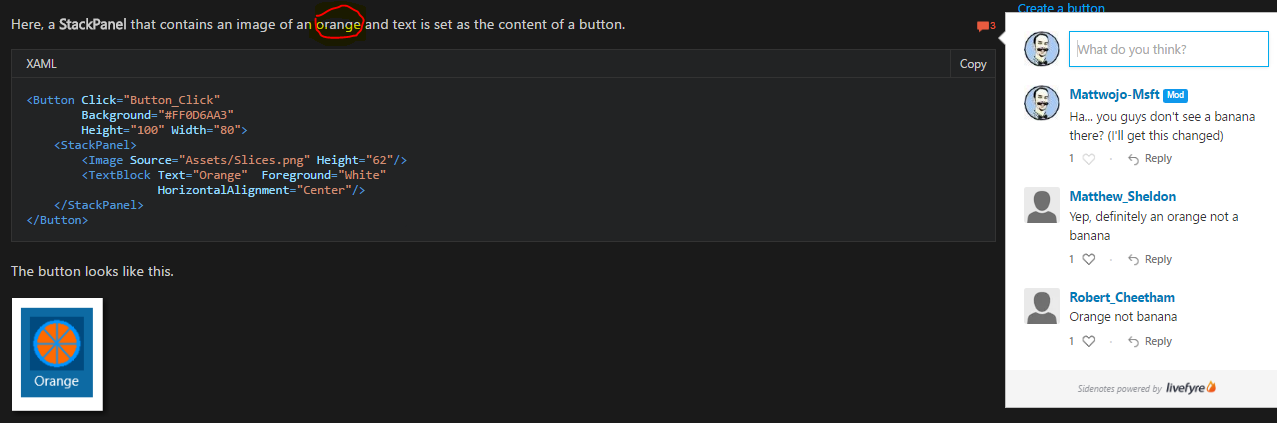 Here, a StackPanel that contains an image of an orange and text is set as the content of a button.
3
XAML
Copy
<Button Click="Button_Click"
Background="#FF0D6AA3"
Height="100" Width="80">
<StackPanel>
<Image Source="Assets/Slices.png" Height="62"/>
<TextBlock Text="Orange"  Foreground="White"
HorizontalAlignment="Center"/>
</StackPanel>
</Button>
The button looks like this.
Orange
Create a button
What do you think?
Mattwojo-Msft Mod
Ha... you guys don't see a banana
there? (I'll get this changed)
1 · Reply
Matthew_Sheldon
Yep, definitely an orange not a
banana
1 · Reply
Robert_Cheetham
Orange not banana
1 · Reply
Sidenotes powered by livefyre